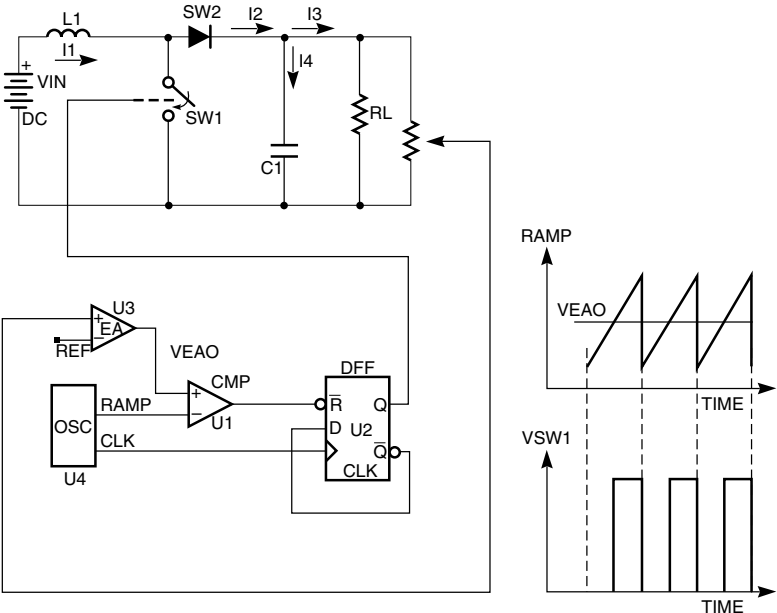 L1
SW2
I2
I3
I1
I4
+
VIN
DC
SW1
RL
C1
RAMP
VEAO
TIME
U3
+
EA
−
REF
VEAO
DFF
CMP
+
−
U1
R
Q
D
U2
Q
CLK
OSC
RAMP
CLK
U4
VSW1
TIME